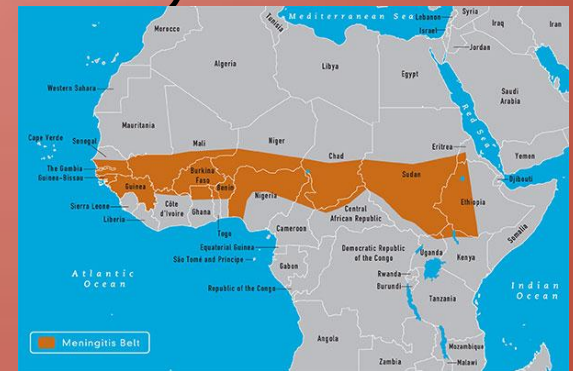 Mediterranean Sea
Lebanon
Syria
Israel
Iraq
Iran
Jordan
Morocco
Tunisia
Algeria
Libya
Egypt
Western Sahara
Saudi
Arabia
Red Sea
Mauritania
Cape Verde
Senegal
Mali
Niger
Chad
Sudan
Eritrea
Yemen
The Gambia
Guinea-Bissau
Guinea
Burkina
Faso
Benin
Nigeria
Djibouti
Ethiopia
Sierra Leone
Liberia
Côte
d'Ivoire
Ghana
Togo
Cameroon
Central
African Republic
Somalia
Equatorial Guinea
São Tomé and Príncipe
Gabon
Republic of the Congo
Democratic Republic
of the Congo
Uganda
Kenya
Rwanda
Burundi
Tanzania
Atlantic
Ocean
Indian
Ocean
Angola
Zambia
Mozambique
Malawi
Meningitis Belt